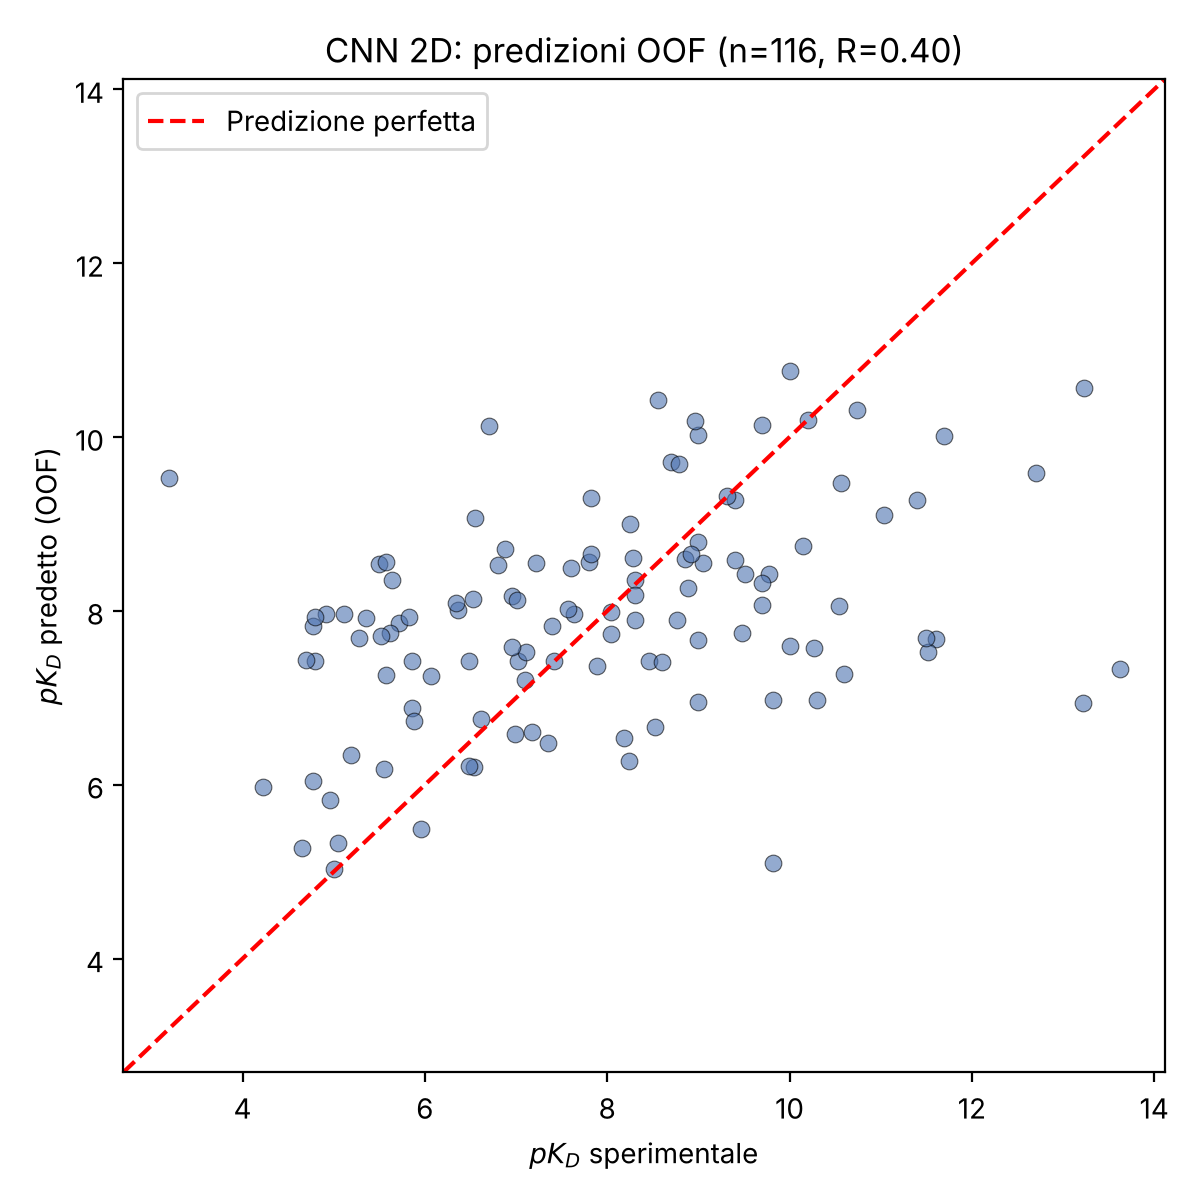 CNN 2D: predizioni OOF (n=116, R=0.40)
Predizione perfetta
14
12
10
8
6
4
pK_D predetto (OOF)
4 6 8 10 12 14
pK_D sperimentale